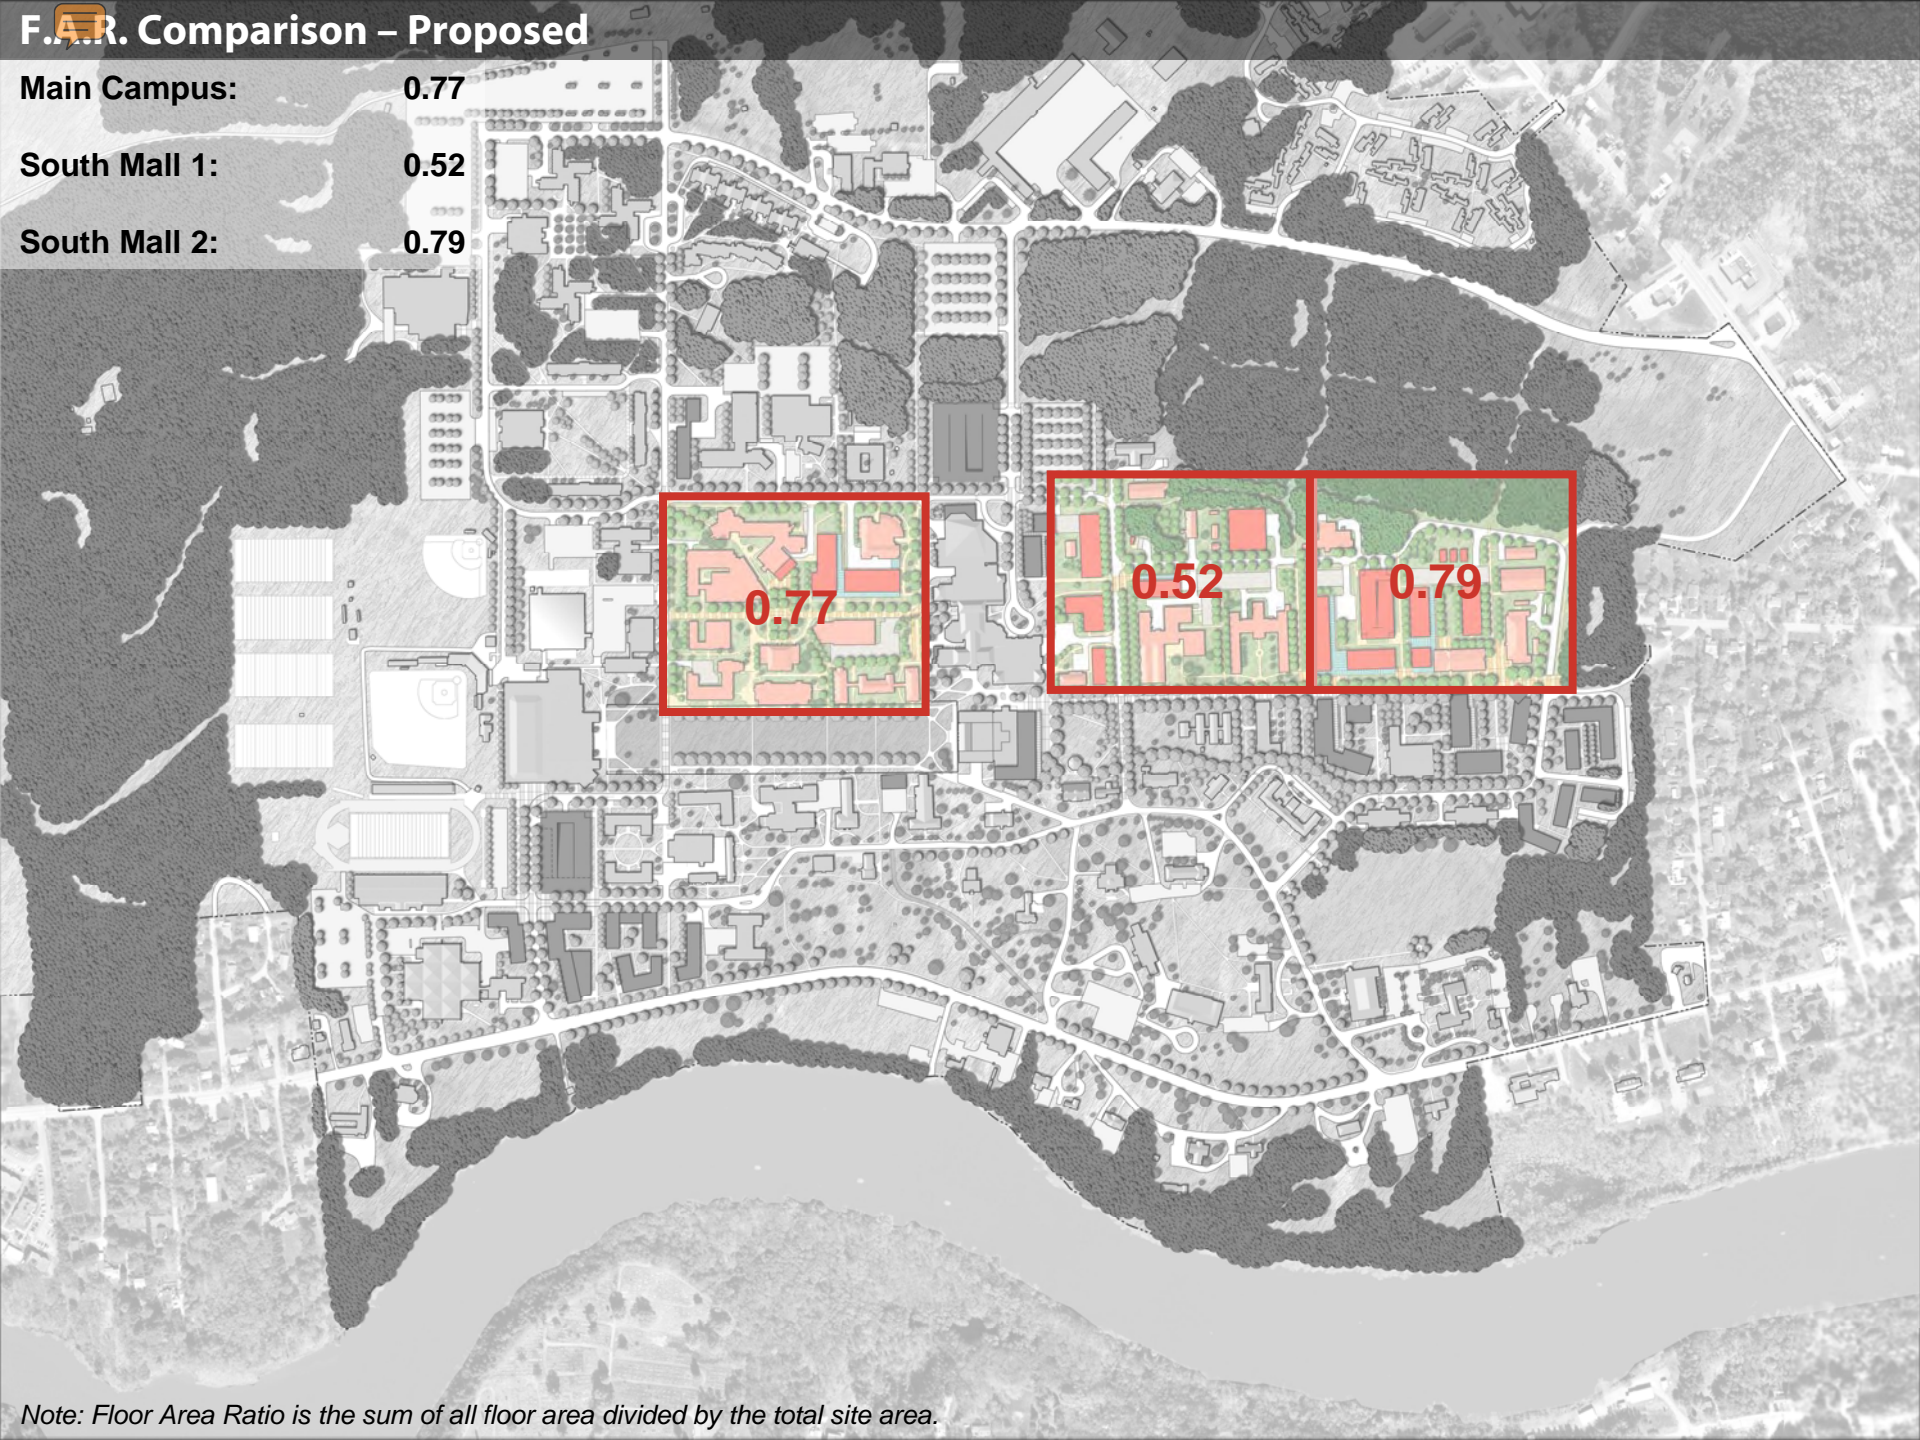 F.A.R. Comparison – Proposed
Main Campus: 0.77
South Mall 1: 0.52
South Mall 2: 0.79
0.77
0.52
0.79
Note: Floor Area Ratio is the sum of all floor area divided by the total site area.